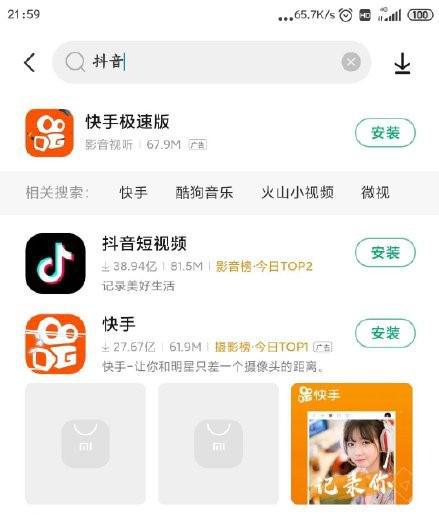 21:59 ...65.7K/s HD 4G 100
抖音
快手极速版
影音视听 67.9M 广告
安装
相关搜索: 快手 酷狗音乐 火山小视频 微视
抖音短视频
38.94亿 81.5M 影音榜·今日TOP2
记录美好生活
安装
快手
27.67亿 61.9M 摄影榜·今日TOP1 广告
快手-让你和明星只差一个摄像头的距离。
安装
mi
mi
快手
记录你